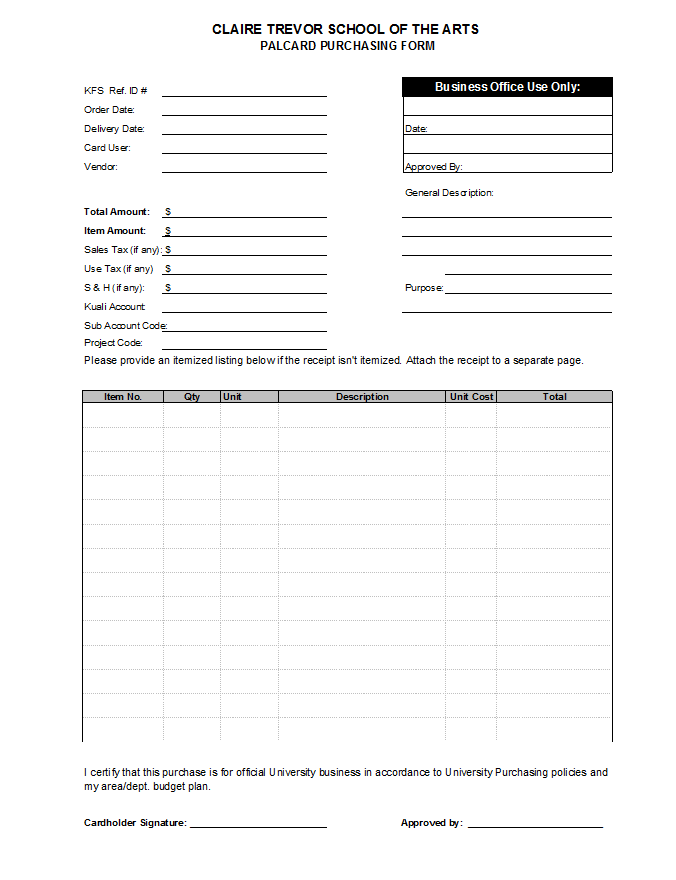 CLAIRE TREVOR SCHOOL OF THE ARTS
PALCARD PURCHASING FORM
KFS Ref. ID #
Order Date:
Delivery Date:
Card User:
Vendor:
Business Office Use Only:
Date:
Approved By:
General Description:
Total Amount: $
Item Amount: $
Sales Tax (if any): $
Use Tax (if any) $
S & H (if any): $
Purpose:
Kuali Account
Sub Account Code:
Project Code:
Please provide an itemized listing below if the receipt isn't itemized. Attach the receipt to a separate page.
Item No. Qty Unit Description Unit Cost Total
I certify that this purchase is for official University business in accordance to University Purchasing policies and
my area/dept. budget plan.
Cardholder Signature: Approved by: